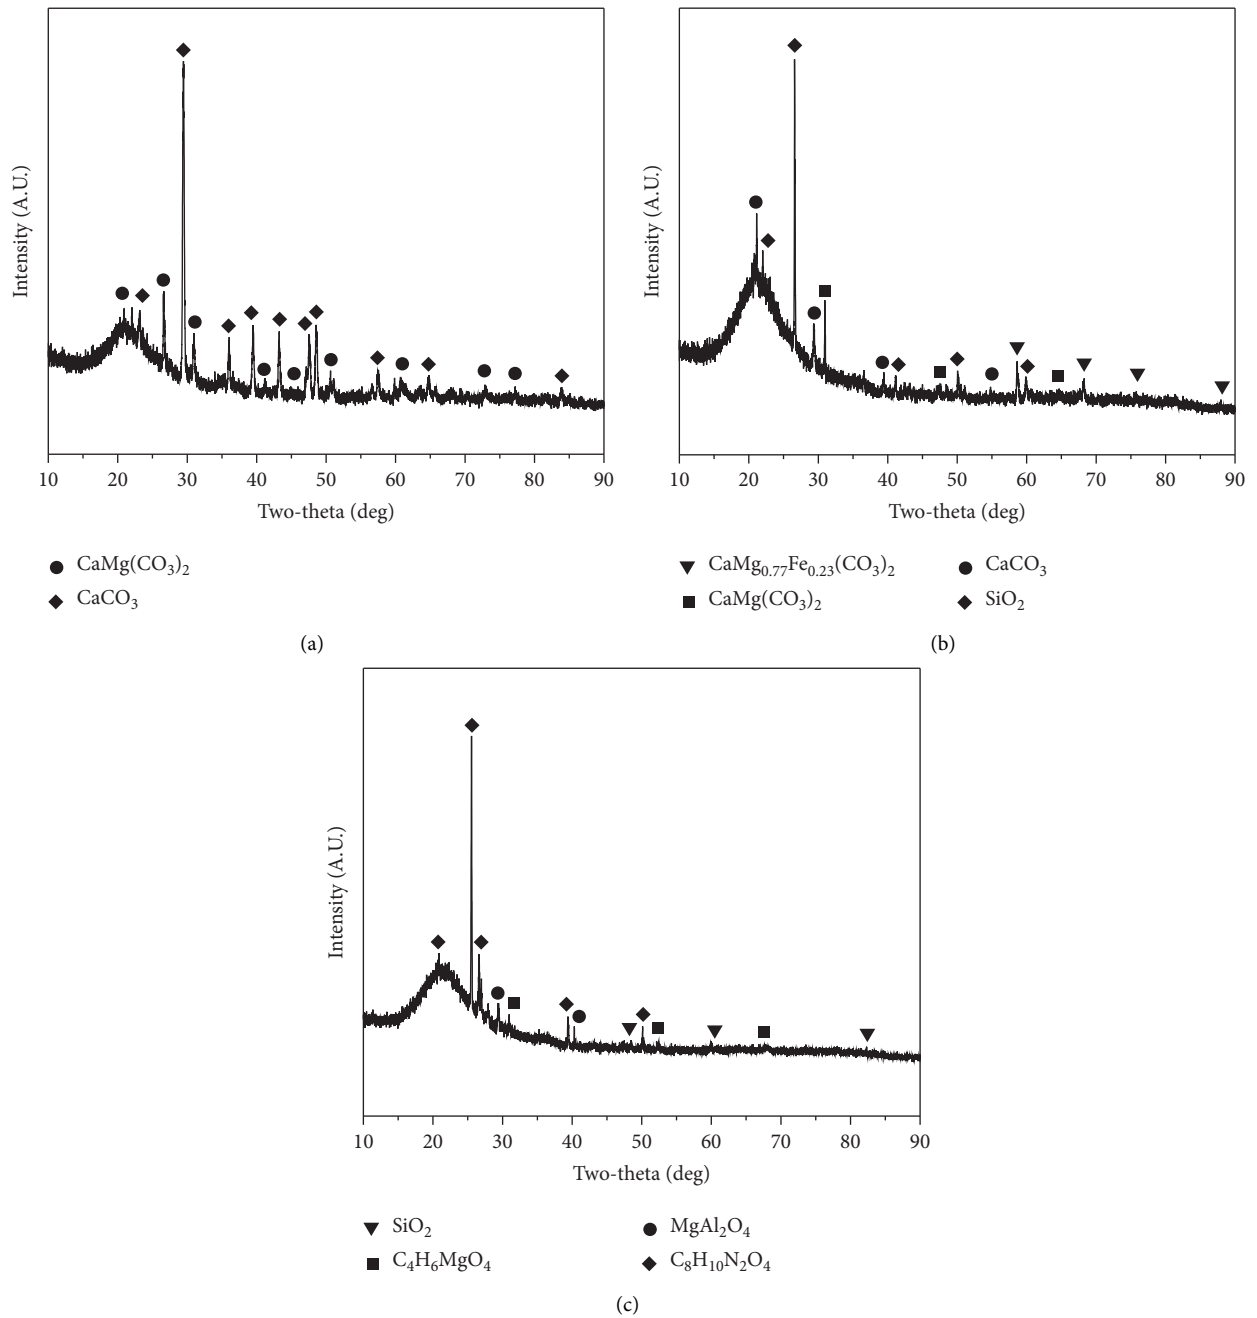 Intensity (A.U.)
10 20 30 40 50 60 70 80 90
Two-theta (deg)
CaMg(CO₃)₂
CaCO₃
(a)
Intensity (A.U.)
10 20 30 40 50 60 70 80 90
Two-theta (deg)
CaMg₀.₇₇Fe₀.₂₃(CO₃)₂
CaMg(CO₃)₂
CaCO₃
SiO₂
(b)
Intensity (A.U.)
10 20 30 40 50 60 70 80 90
Two-theta (deg)
SiO₂
C₄H₆MgO₄
MgAl₂O₄
C₈H₁₀N₂O₄
(c)